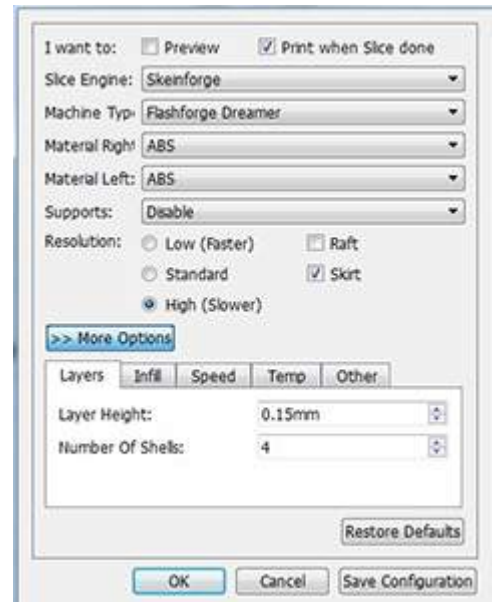 I want to: Preview Print when Slice done
Slice Engine: Skeinforge
Machine Typ Flashforge Dreamer
Material Righ ABS
Material Left: ABS
Supports: Disable
Resolution: Low (Faster) Raft
Standard Skirt
High (Slower)
>> More Options
Layers Infill Speed Temp Other
Layer Height: 0.15mm
Number Of Shells: 4
Restore Defaults
OK Cancel Save Configuration